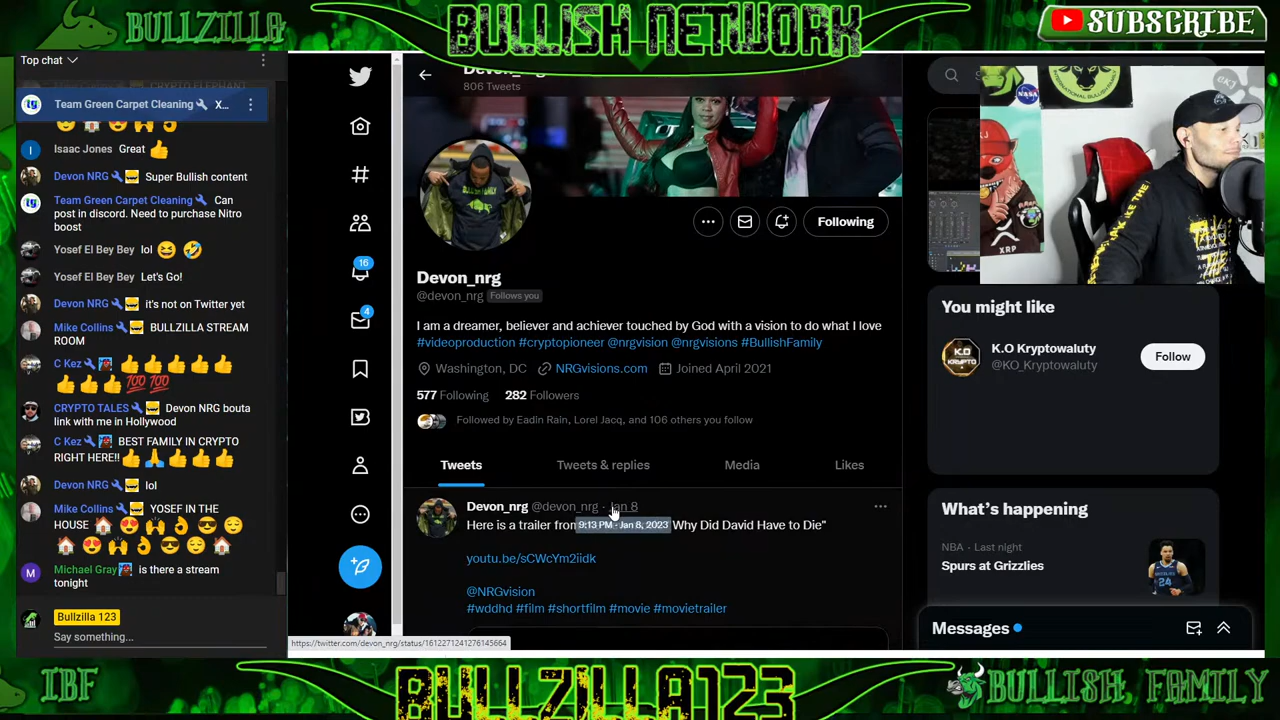 BULLZILLA
BULLISH NETWORK
SUBSCRIBE
Top chat
Team Green Carpet Cleaning X...
Isaac Jones Great 👍
Devon NRG Super Bullish content
Team Green Carpet Cleaning Can
post in discord. Need to purchase Nitro
boost
Yosef El Bey Bey lol 😆 🤣
Yosef El Bey Bey Let's Go!
Devon NRG it's not on Twitter yet
Mike Collins BULLZILLA STREAM
ROOM
C Kez 👍👍👍👍👍
👍👍👍💯💯
CRYPTO TALES Devon NRG bouta
link with me in Hollywood
C Kez BEST FAMILY IN CRYPTO
RIGHT HERE!! 👍🙏👍👍👍
Devon NRG lol
Mike Collins YOSEF IN THE
HOUSE 🏠😍🙌👌😎😌
🏠😍🙌👌😎😌🏠
M
Michael Gray is there a stream
tonight
Bullzilla 123
Say something...
Devon_nrg
806 Tweets
16
4
Following
Devon_nrg
@devon_nrg Follows you
I am a dreamer, believer and achiever touched by God with a vision to do what I love
#videoproduction #cryptopioneer @nrgvision @nrgvisions #BullishFamily
Washington, DC NRGvisions.com Joined April 2021
577 Following 282 Followers
Followed by Eadin Rain, Lorel Jacq, and 106 others you follow
Tweets Tweets & replies Media Likes
Devon_nrg @devon_nrg · Jan 8
Here is a trailer from Why Did David Have to Die"
9:13 PM · Jan 8, 2023
youtu.be/sCWcYm2iidk
@NRGvision
#wddhd #film #shortfilm #movie #movietrailer
https://twitter.com/devon_nrg/status/1612271241276145664
NASA
INTERNATIONAL BULLISH FAMILY
XRP
You might like
K.O KRYPTO
K.O Kryptowaluty
@KO_Kryptowaluty
Follow
What's happening
NBA · Last night
Spurs at Grizzlies
Messages
IBF
BULLZILLA123
BULLISH FAMILY